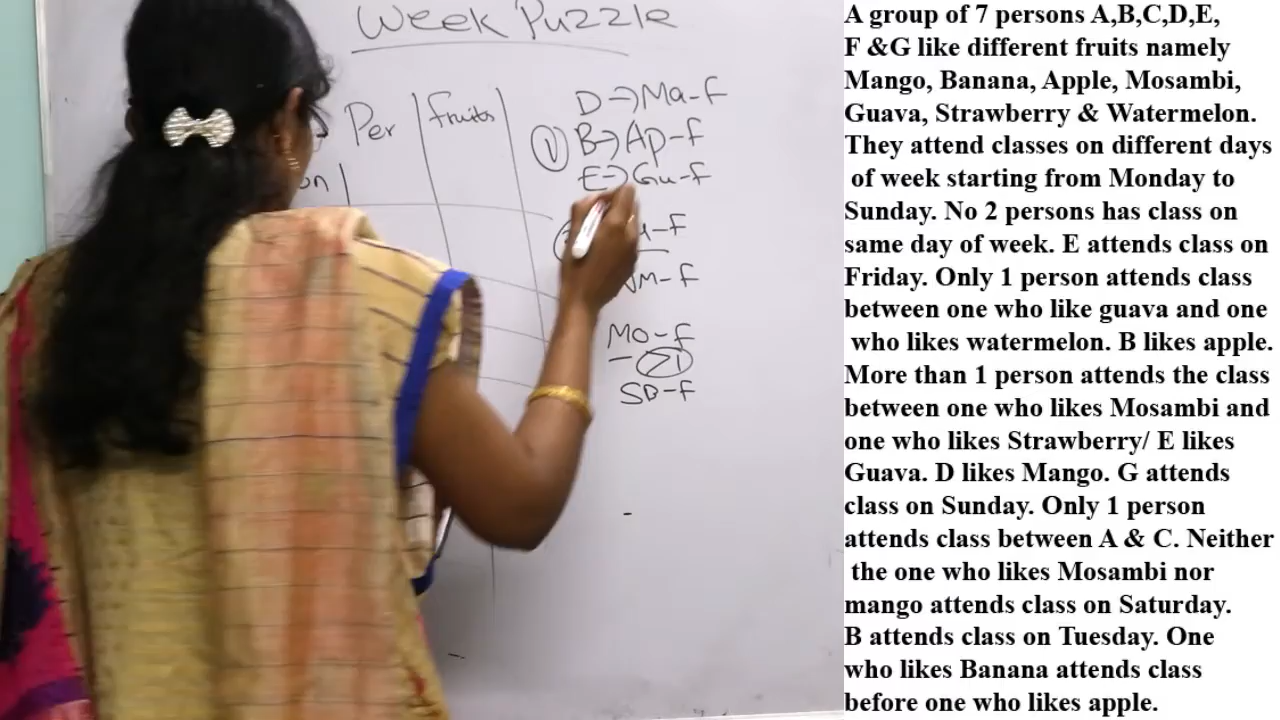 Week Puzzle
Per fruits
on
D→Ma-f
① B→Ap-f
E→Gu-f
-f
WM-f
Mo-f
>1
SB-f
A group of 7 persons A,B,C,D,E,
F &G like different fruits namely
Mango, Banana, Apple, Mosambi,
Guava, Strawberry & Watermelon.
They attend classes on different days
of week starting from Monday to
Sunday. No 2 persons has class on
same day of week. E attends class on
Friday. Only 1 person attends class
between one who like guava and one
who likes watermelon. B likes apple.
More than 1 person attends the class
between one who likes Mosambi and
one who likes Strawberry/ E likes
Guava. D likes Mango. G attends
class on Sunday. Only 1 person
attends class between A & C. Neither
the one who likes Mosambi nor
mango attends class on Saturday.
B attends class on Tuesday. One
who likes Banana attends class
before one who likes apple.